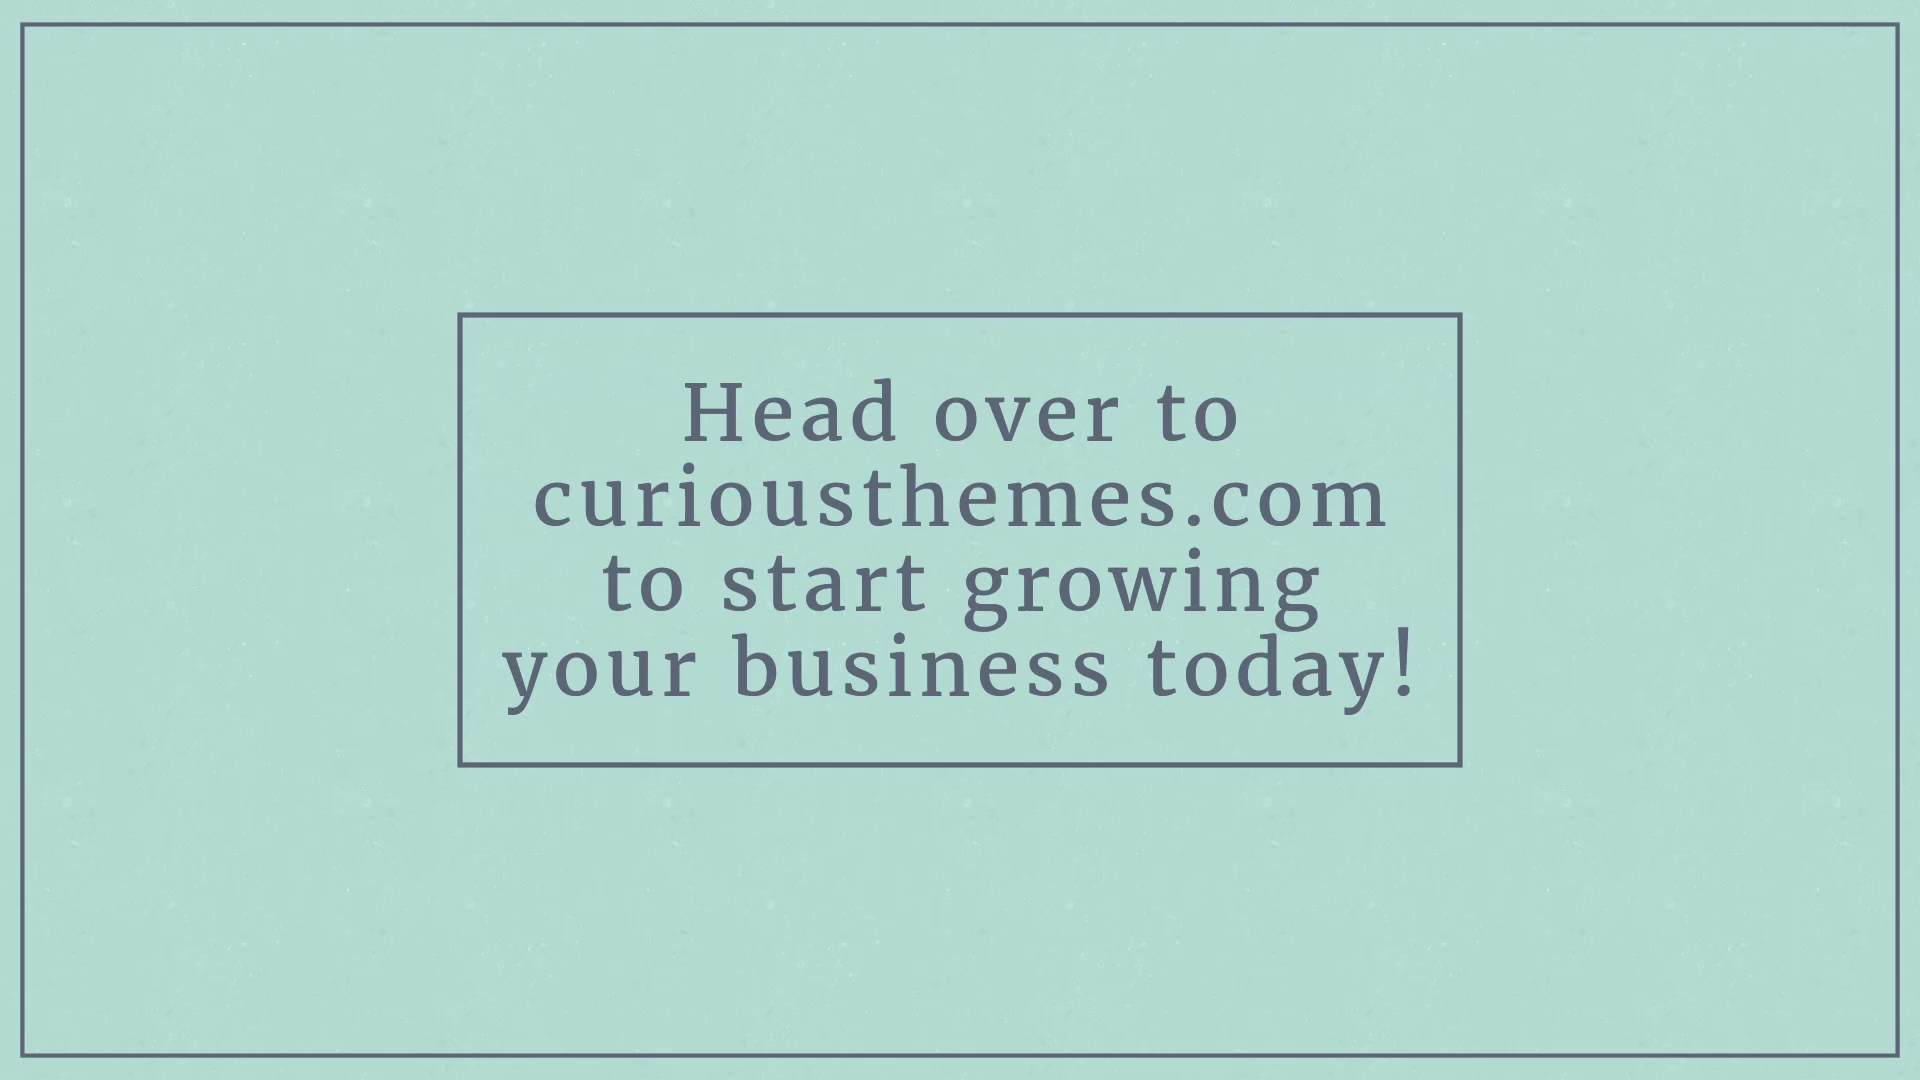 Head over to
curiousthemes.com
to start growing
your business today!